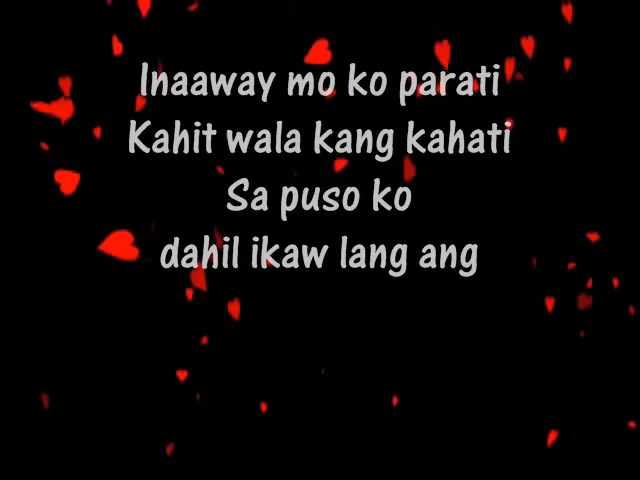 Inaaway mo ko parati
Kahit wala kang kahati
Sa puso ko
dahil ikaw lang ang